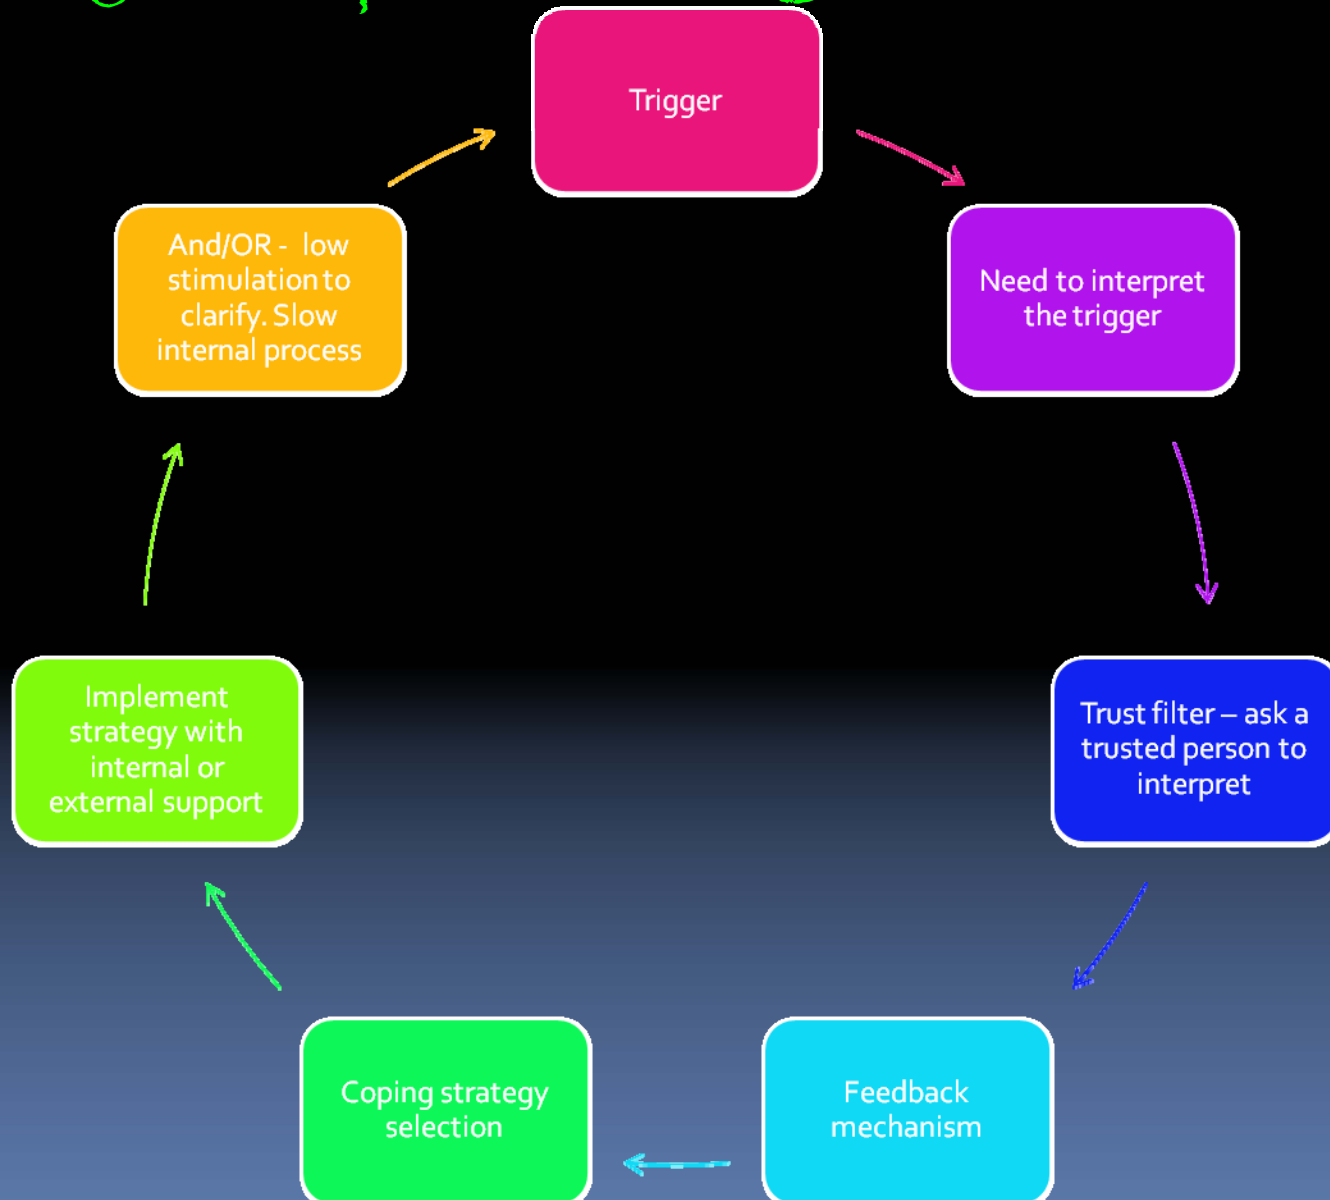 Trigger
Need to interpret
the trigger
Trust filter – ask a
trusted person to
interpret
Feedback
mechanism
Coping strategy
selection
Implement
strategy with
internal or
external support
And/OR -  low
stimulation to
clarify. Slow
internal process